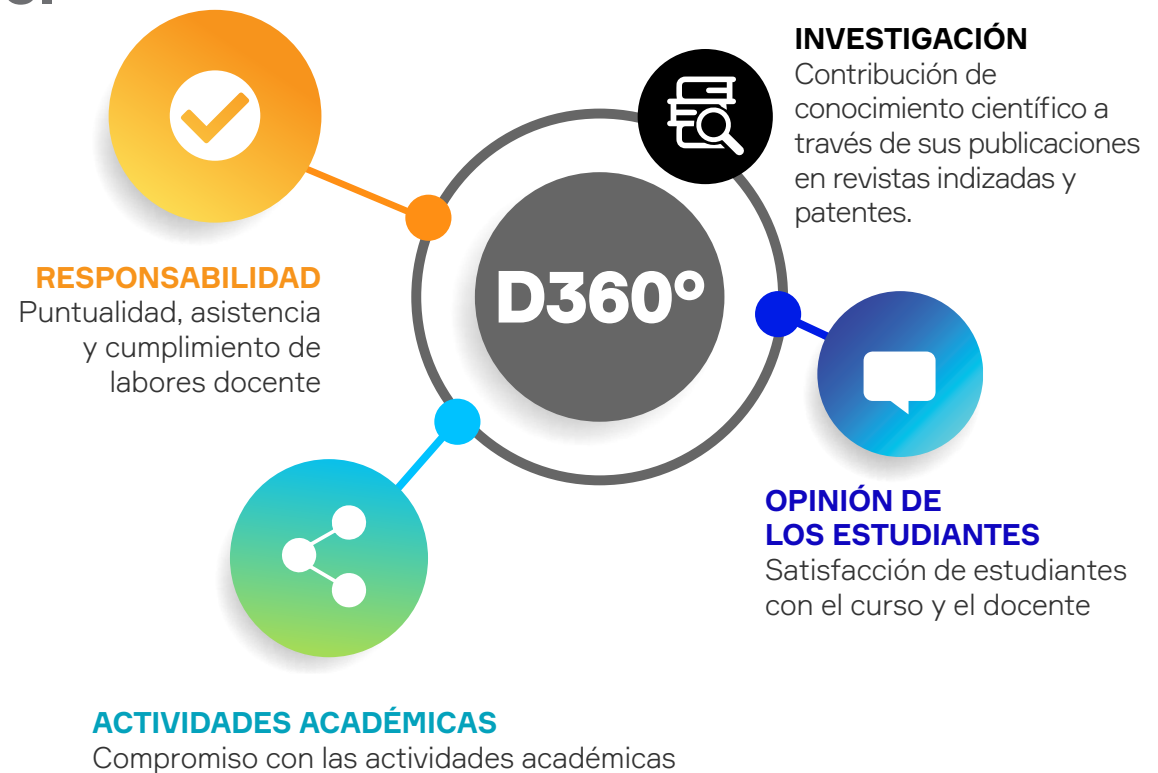 INVESTIGACIÓN
Contribución de
conocimiento científico a
través de sus publicaciones
en revistas indizadas y
patentes.
D360°
RESPONSABILIDAD
Puntualidad, asistencia
y cumplimiento de
labores docente
OPINIÓN DE
LOS ESTUDIANTES
Satisfacción de estudiantes
con el curso y el docente
ACTIVIDADES ACADÉMICAS
Compromiso con las actividades académicas